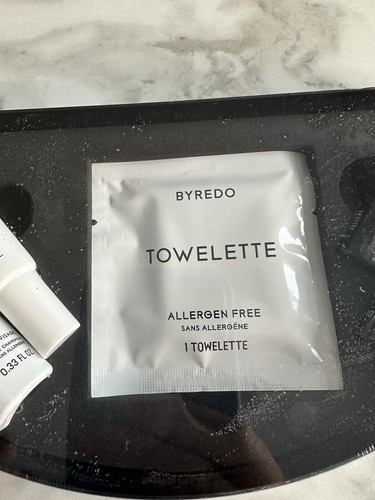 BYREDO
TOWELETTE
ALLERGEN FREE
SANS ALLERGÈNE
1 TOWELETTE
0.33 FL.OZ